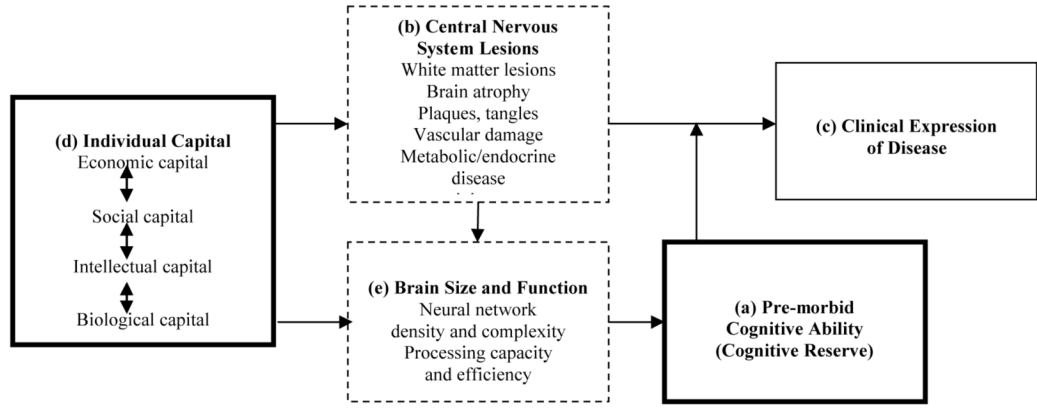 (d) Individual Capital
Economic capital
Social capital
Intellectual capital
Biological capital
(b) Central Nervous
System Lesions
White matter lesions
Brain atrophy
Plaques, tangles
Vascular damage
Metabolic/endocrine
disease
(e) Brain Size and Function
Neural network
density and complexity
Processing capacity
and efficiency
(c) Clinical Expression
of Disease
(a) Pre-morbid
Cognitive Ability
(Cognitive Reserve)